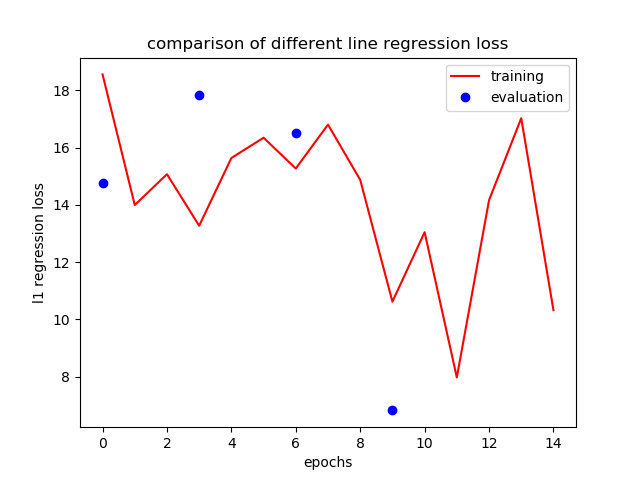 comparison of different line regression loss
training
evaluation
l1 regression loss
18
16
14
12
10
8
0 2 4 6 8 10 12 14
epochs